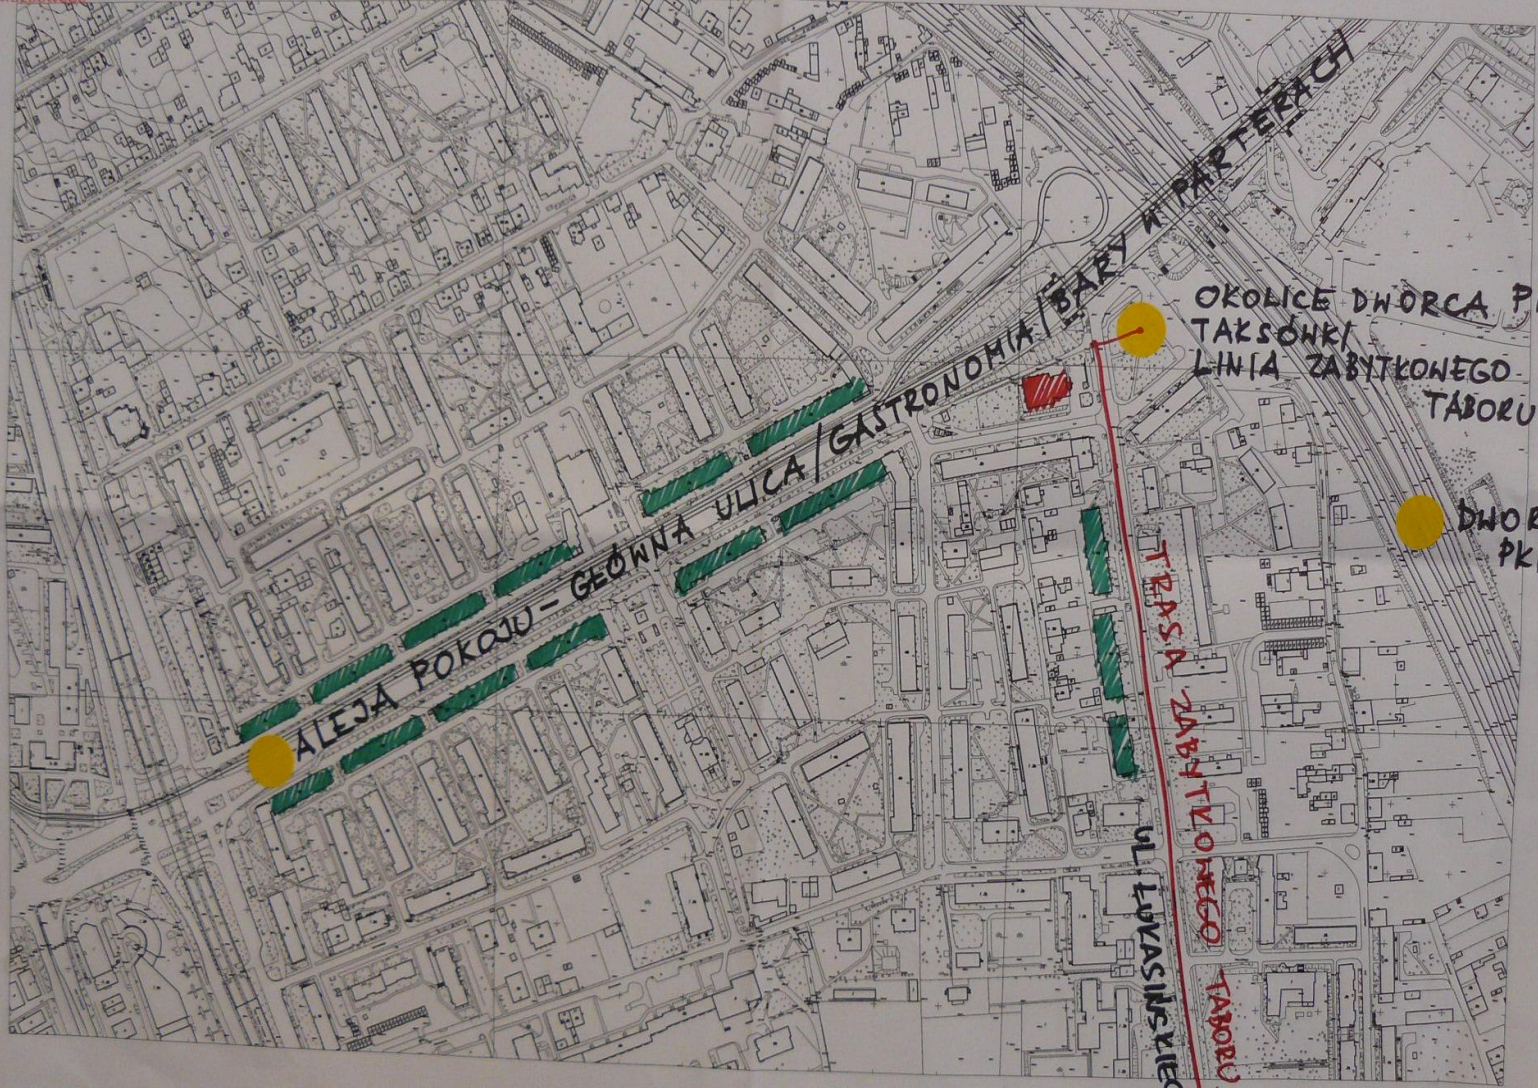 ALEJA POKOJU - GŁÓWNA ULICA/GASTRONOMIA/BARY W PARTERACH
OKOLICE DWORCA P
TAKSÓWKI
LINIA ZABYTKOWEGO
TABORU
DWOR
PK
TRASA ZABYTKOWEGO TABORU
UL. ŁUKASIŃSKIEG